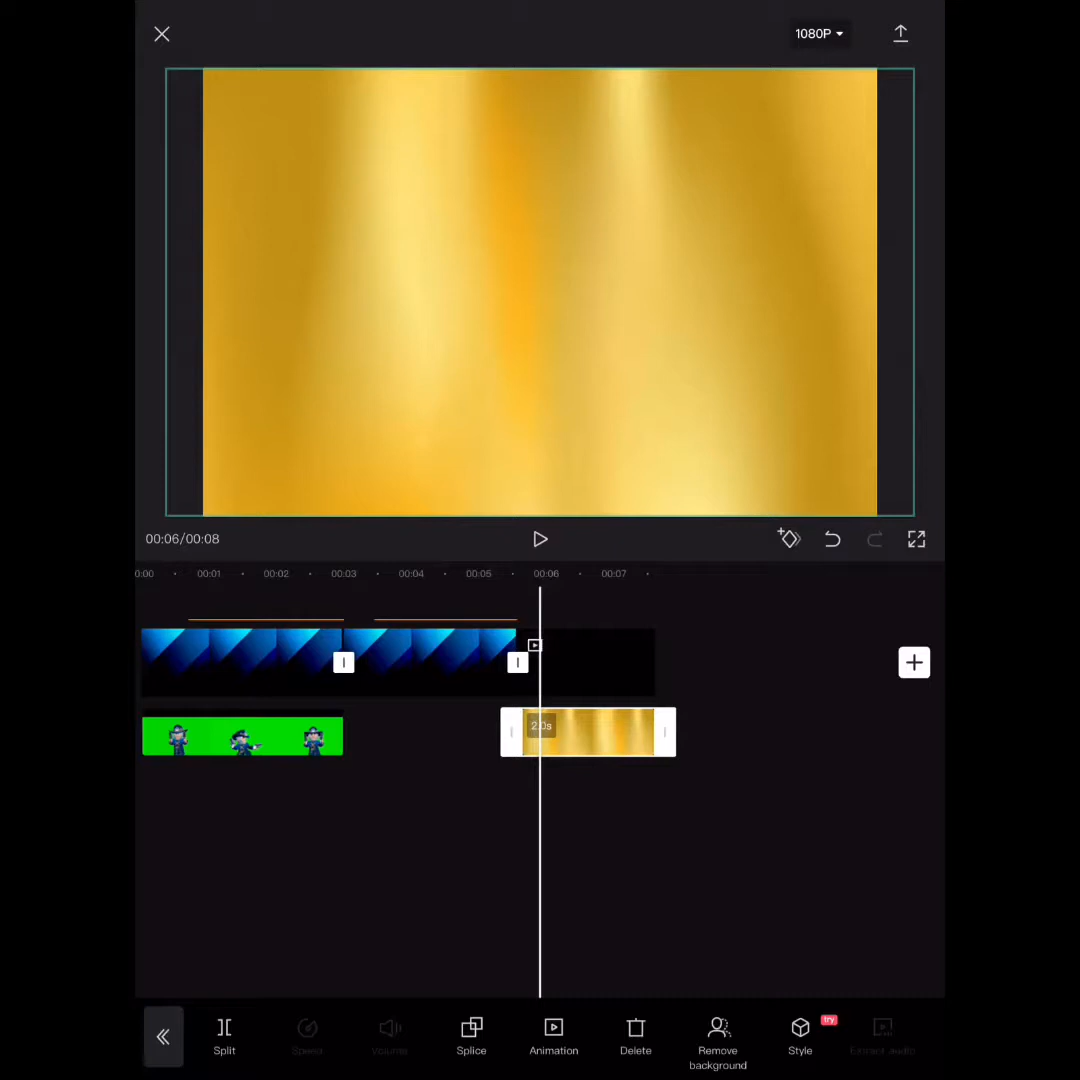 1080P
00:06/00:08
0:00 00:01 00:02 00:03 00:04 00:05 00:06 00:07
2.0s
try
Split Speed Volume Splice Animation Delete Remove background Style Extract audio